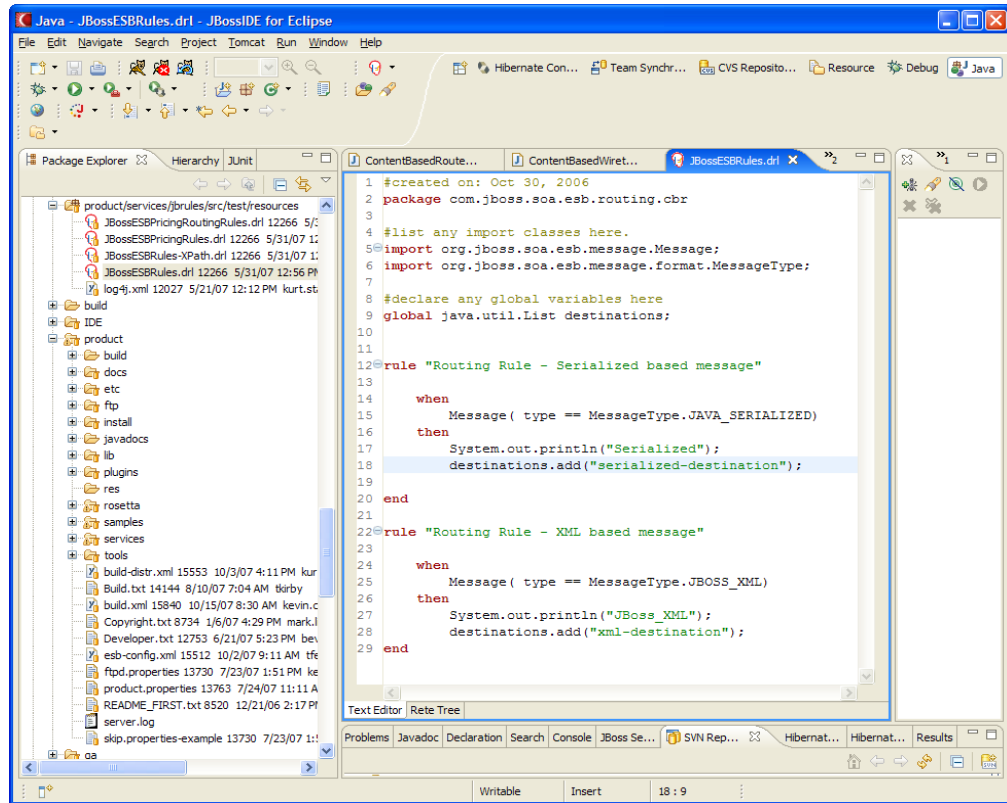 Java - JBossESBRules.drl - JBossIDE for Eclipse
File Edit Navigate Search Project Tomcat Run Window Help
Hibernate Con... Team Synchr... CVS Reposito... Resource Debug Java
Package Explorer Hierarchy JUnit
product/services/jbrules/src/test/resources
JBossESBPricingRoutingRules.drl 12266 5/3
JBossESBPricingRules.drl 12266 5/31/07 12
JBossESBRules-XPath.drl 12266 5/31/07 1
JBossESBRules.drl 12266 5/31/07 12:56 PM
log4j.xml 12027 5/21/07 12:12 PM kurt.st
build
IDE
product
build
docs
etc
ftp
install
javadocs
lib
plugins
res
rosetta
samples
services
tools
build-distr.xml 15553 10/3/07 4:11 PM kur
Build.txt 14144 8/10/07 7:04 AM tkirby
build.xml 15840 10/15/07 8:30 AM kevin.c
Copyright.txt 8734 1/6/07 4:29 PM mark.l
Developer.txt 12753 6/21/07 5:23 PM bev
esb-config.xml 15512 10/2/07 9:11 AM tfe
ftpd.properties 13730 7/23/07 1:51 PM ke
product.properties 13763 7/24/07 11:11 A
README_FIRST.txt 8520 12/21/06 2:17 PM
server.log
skip.properties-example 13730 7/23/07 1:
qa
ContentBasedRoute... ContentBasedWiret... JBossESBRules.drl 2 1
1 #created on: Oct 30, 2006
2 package com.jboss.soa.esb.routing.cbr
3
4 #list any import classes here.
5 import org.jboss.soa.esb.message.Message;
6 import org.jboss.soa.esb.message.format.MessageType;
7
8 #declare any global variables here
9 global java.util.List destinations;
10
11
12 rule "Routing Rule - Serialized based message"
13
14 when
15 Message( type == MessageType.JAVA_SERIALIZED)
16 then
17 System.out.println("Serialized");
18 destinations.add("serialized-destination");
19
20 end
21
22 rule "Routing Rule - XML based message"
23
24 when
25 Message( type == MessageType.JBOSS_XML)
26 then
27 System.out.println("JBoss_XML");
28 destinations.add("xml-destination");
29 end
Text Editor Rete Tree
Problems Javadoc Declaration Search Console JBoss Se... SVN Rep... Hibernat... Hibernat... Results
Writable Insert 18 : 9